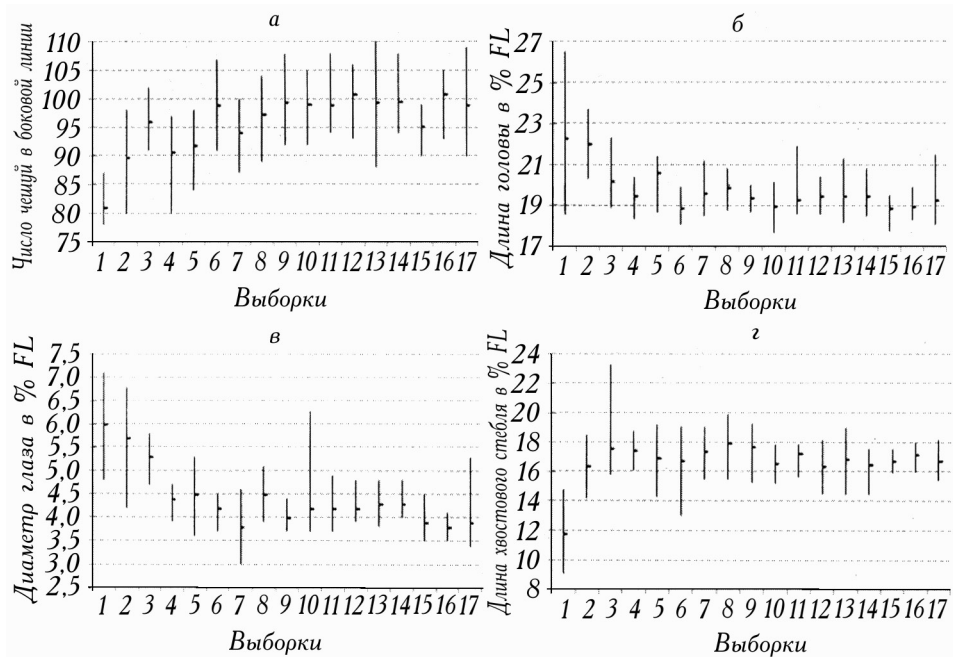 а
Число чешуй в боковой линии
110
105
100
95
90
85
80
75
1 2 3 4 5 6 7 8 9 10 11 12 13 14 15 16 17
Выборки
б
Длина головы в % FL
27
25
23
21
19
17
1 2 3 4 5 6 7 8 9 10 11 12 13 14 15 16 17
Выборки
в
Диаметр глаза в % FL
7,5
7,0
6,5
6,0
5,5
5,0
4,5
4,0
3,5
3,0
2,5
1 2 3 4 5 6 7 8 9 10 11 12 13 14 15 16 17
Выборки
г
Длина хвостового стебля в % FL
24
22
20
18
16
14
12
10
8
1 2 3 4 5 6 7 8 9 10 11 12 13 14 15 16 17
Выборки